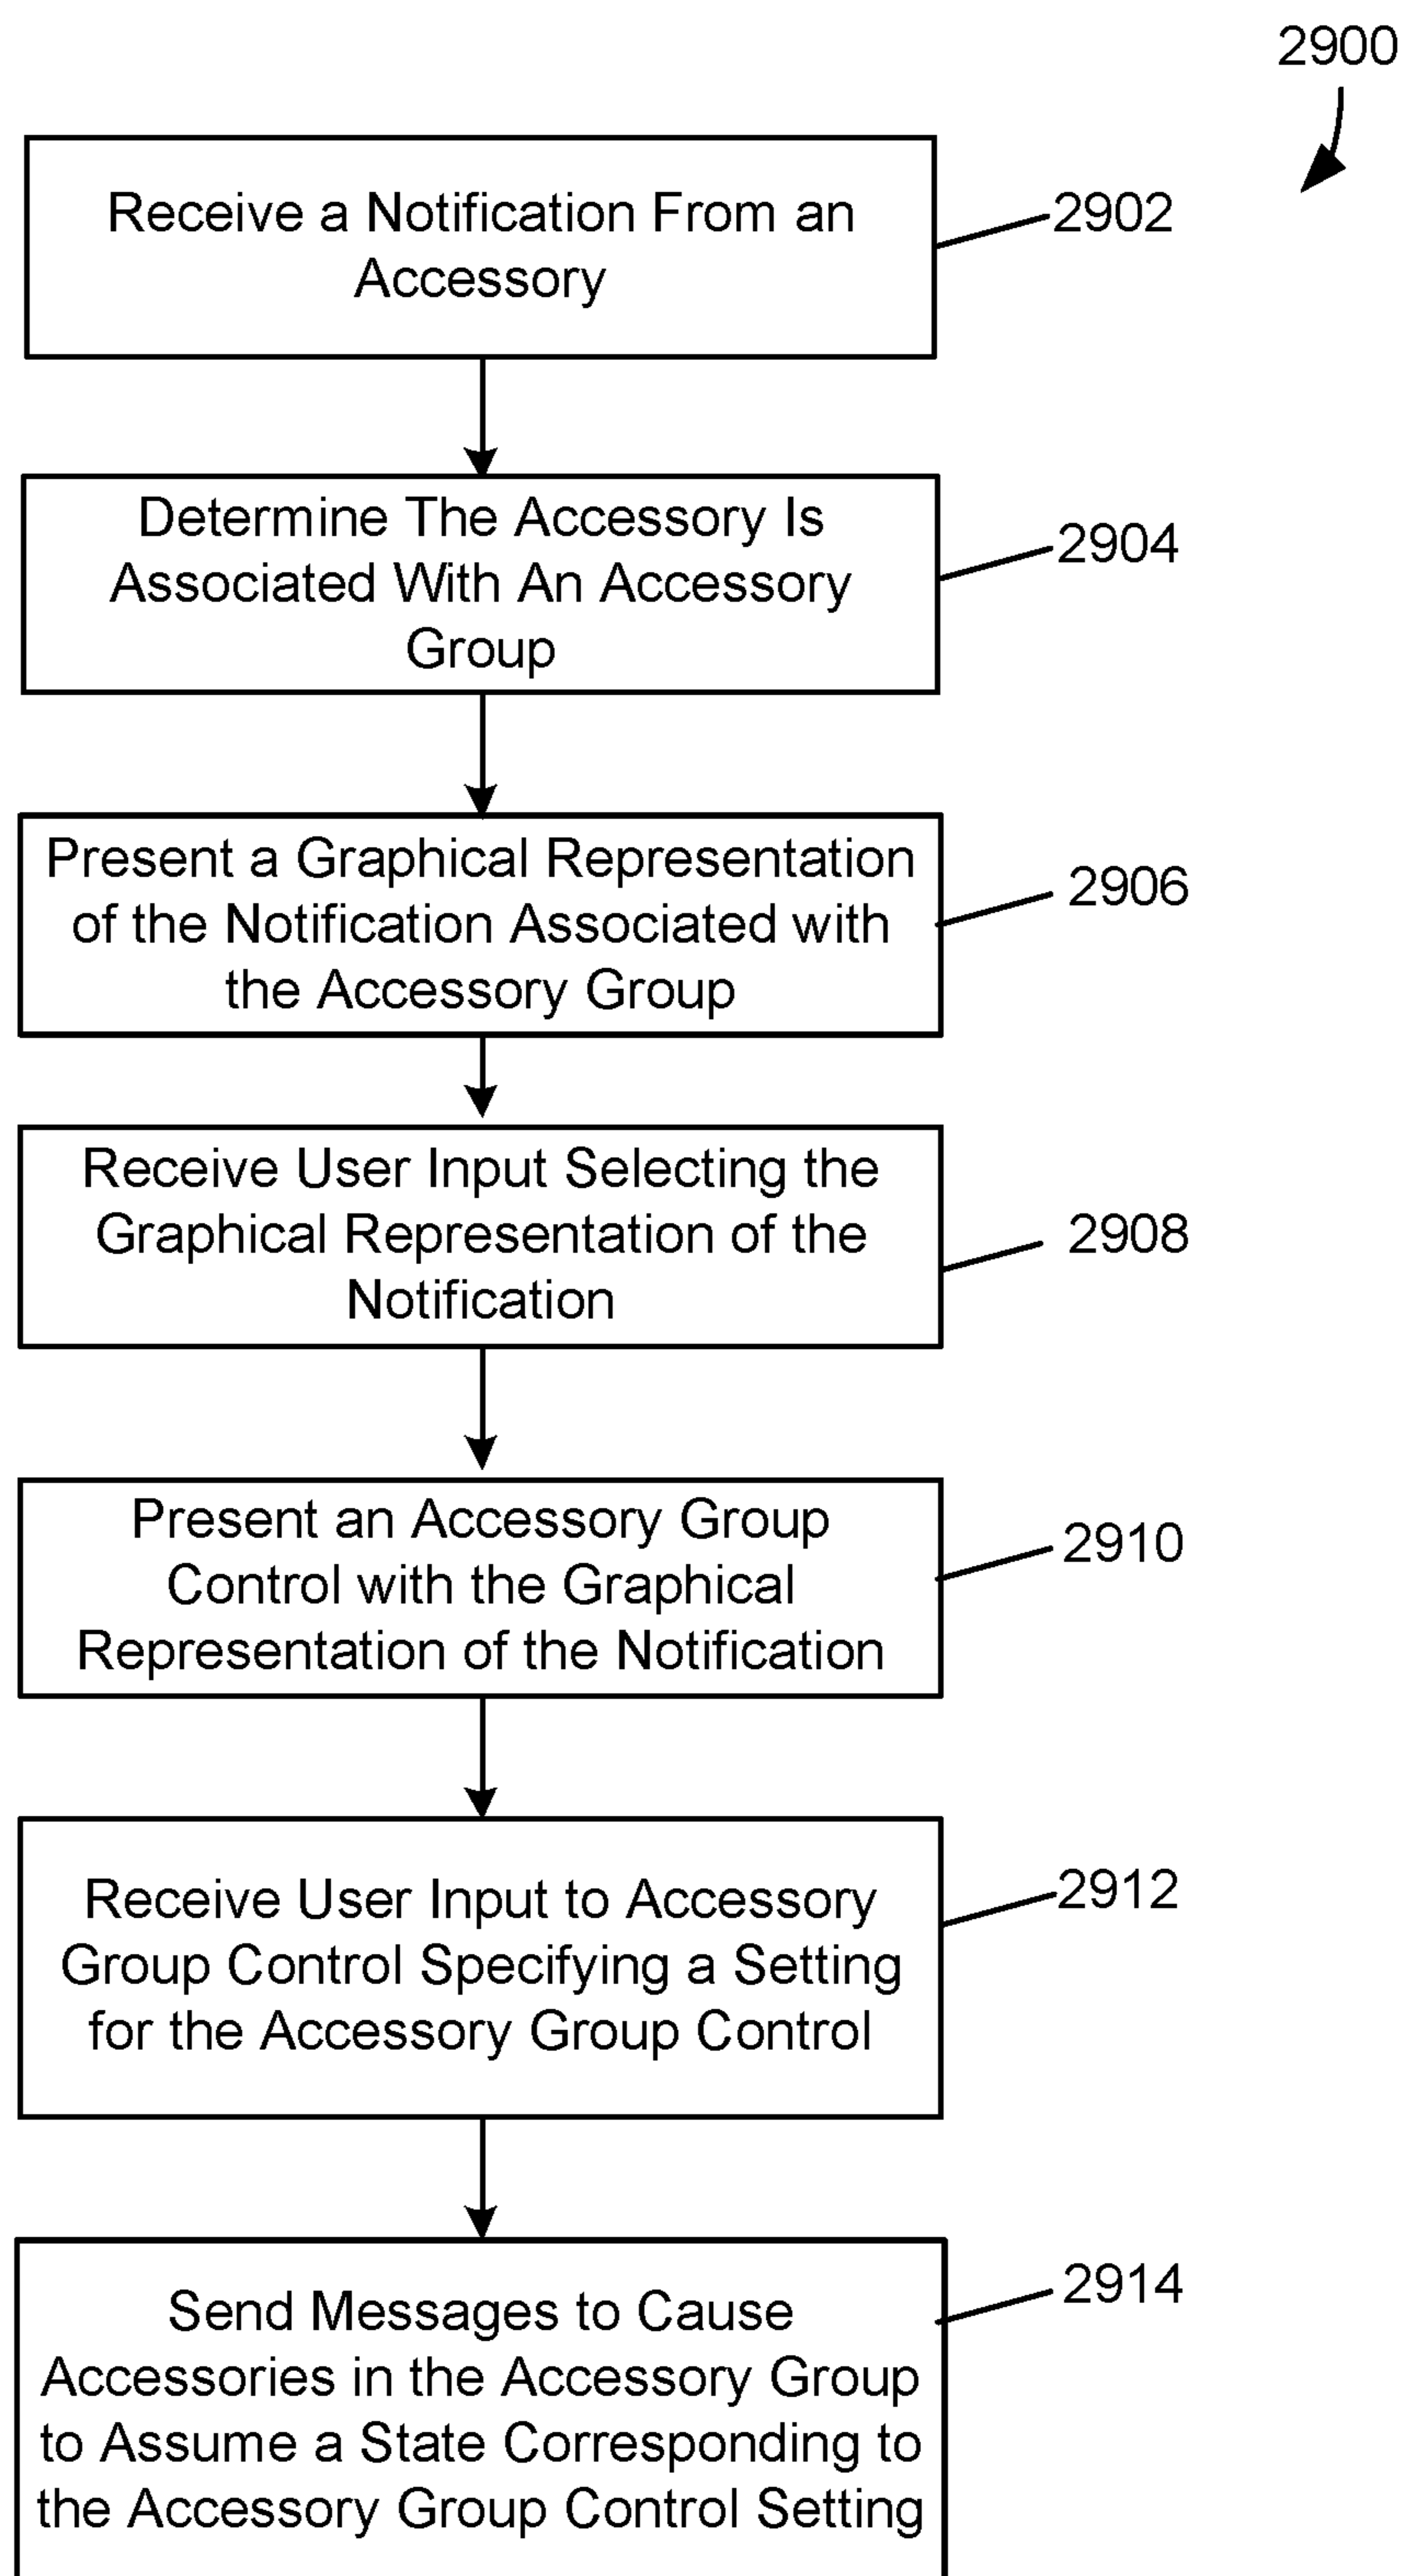 2900
Receive a Notification From an
Accessory
2902
Determine The Accessory Is
Associated With An Accessory
Group
2904
Present a Graphical Representation
of the Notification Associated with
the Accessory Group
2906
Receive User Input Selecting the
Graphical Representation of the
Notification
2908
Present an Accessory Group
Control with the Graphical
Representation of the Notification
2910
Receive User Input to Accessory
Group Control Specifying a Setting
for the Accessory Group Control
2912
Send Messages to Cause
Accessories in the Accessory Group
to Assume a State Corresponding to
the Accessory Group Control Setting
2914